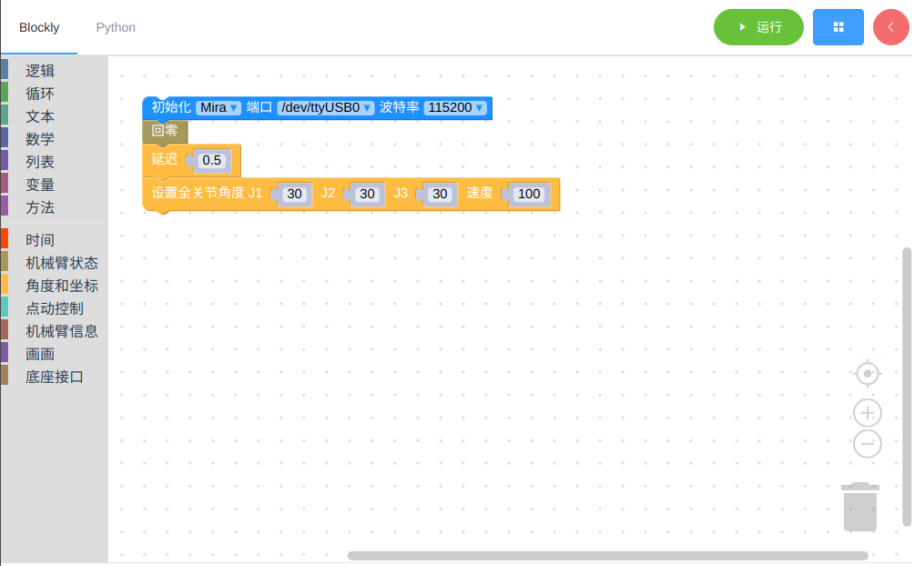 Blockly Python 运行
逻辑
循环
文本
数学
列表
变量
方法
时间
机械臂状态
角度和坐标
点动控制
机械臂信息
画画
底座接口
初始化 Mira 端口 /dev/ttyUSB0 波特率 115200
回零
延迟 0.5
设置全关节角度 J1 30 J2 30 J3 30 速度 100